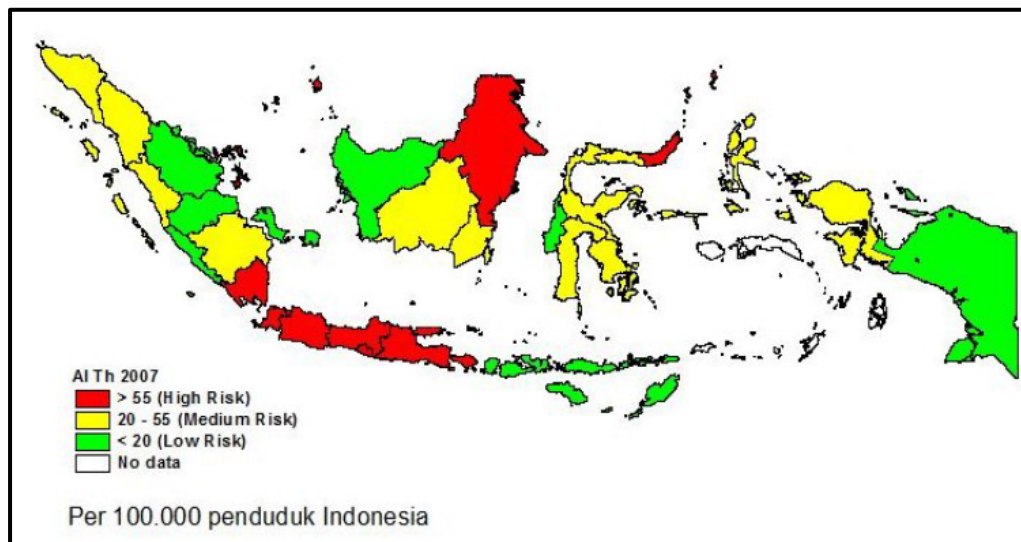 AI Th 2007
> 55 (High Risk)
20 - 55 (Medium Risk)
< 20 (Low Risk)
No data
Per 100.000 penduduk Indonesia